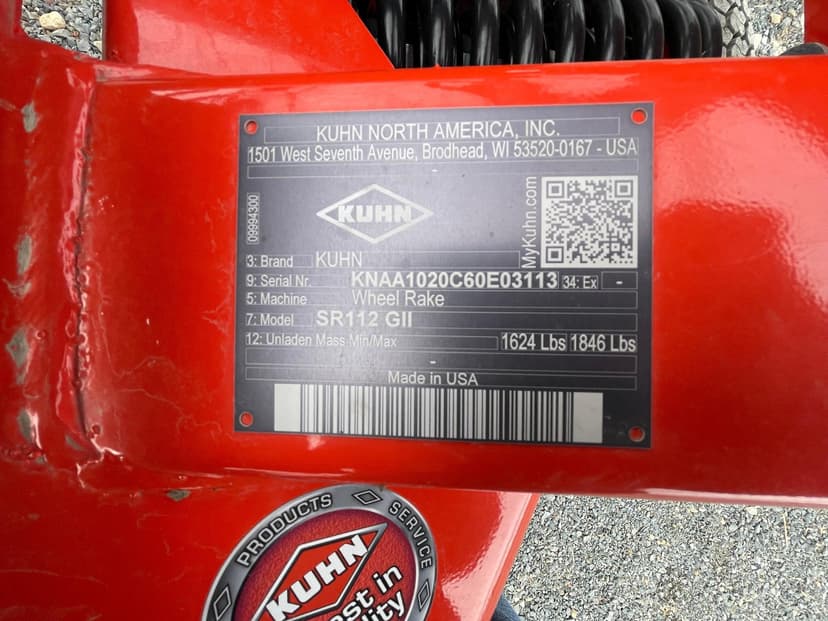 KUHN NORTH AMERICA, INC.
1501 West Seventh Avenue, Brodhead, WI 53520-0167 - USA
09994300
KUHN
MyKuhn.com
3: Brand KUHN
9: Serial Nr. KNAA1020C60E03113 34: Ex -
5: Machine Wheel Rake
7: Model SR112 GII
12: Unladen Mass Min/Max 1624 Lbs 1846 Lbs
-
Made in USA
PRODUCTS SERVICE
KUHN
in